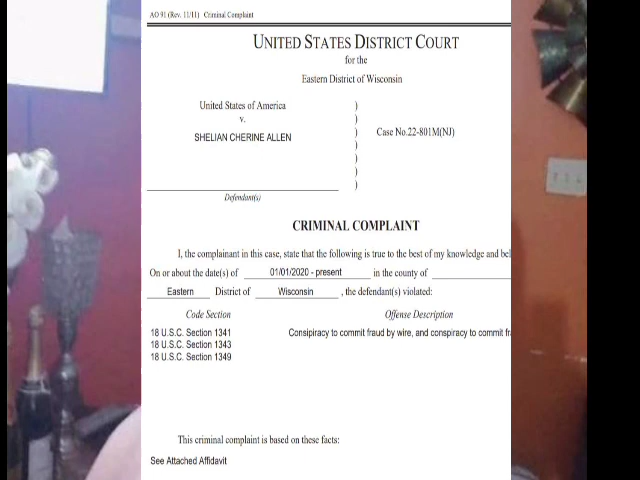 AO 91 (Rev. 11/11) Criminal Complaint
UNITED STATES DISTRICT COURT
for the
Eastern District of Wisconsin
United States of America
v.
SHELIAN CHERINE ALLEN
Case No.22-801M(NJ)
Defendant(s)
CRIMINAL COMPLAINT
I, the complainant in this case, state that the following is true to the best of my knowledge and
On or about the date(s) of 01/01/2020 - present in the county of
Eastern District of Wisconsin , the defendant(s) violated:
Code Section Offense Description
18 U.S.C. Section 1341 Conspiracy to commit fraud by wire, and conspiracy to commit
18 U.S.C. Section 1343
18 U.S.C. Section 1349
This criminal complaint is based on these facts:
See Attached Affidavit